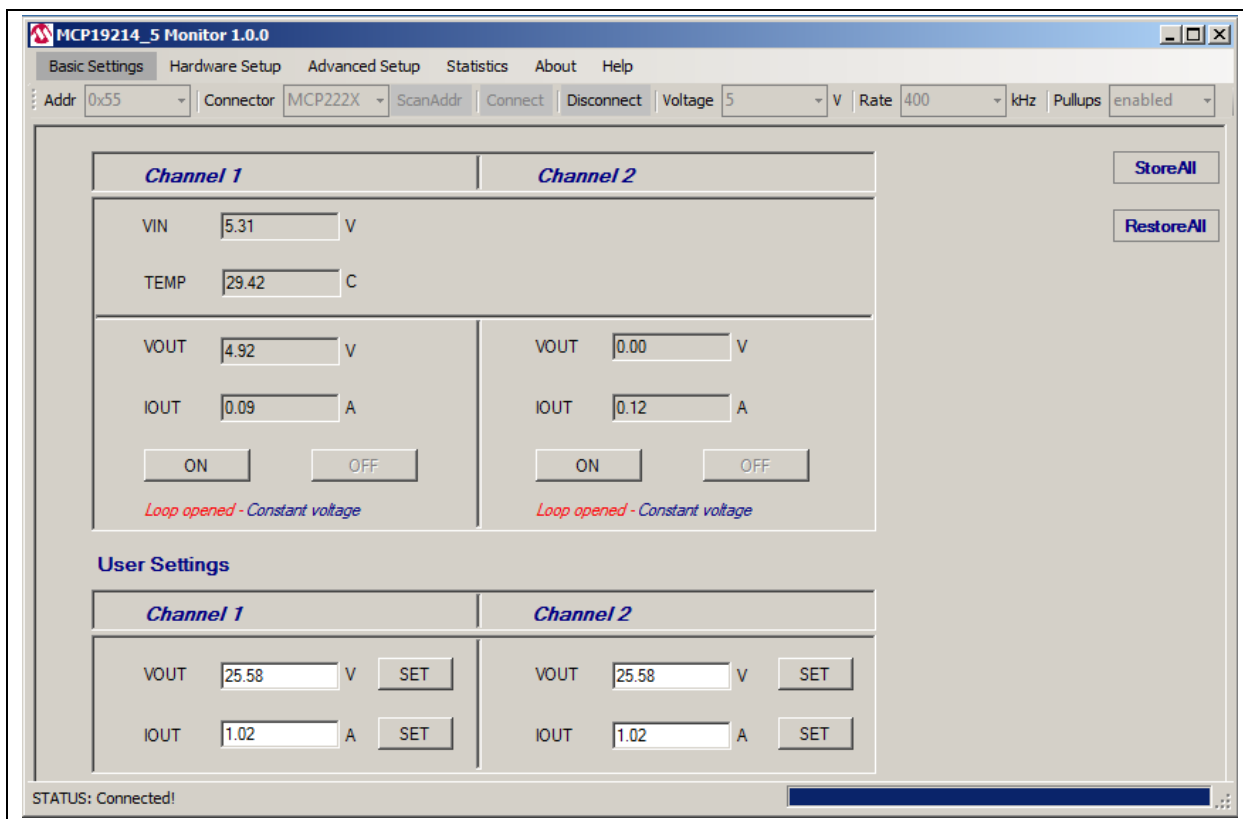 MCP19214_5 Monitor 1.0.0
Basic Settings Hardware Setup Advanced Setup Statistics About Help
Addr 0x55 Connector MCP222X ScanAddr Connect Disconnect Voltage 5 V Rate 400 kHz Pullups enabled
Channel 1 Channel 2 StoreAll
VIN 5.31 V RestoreAll
TEMP 29.42 C
VOUT 4.92 V VOUT 0.00 V
IOUT 0.09 A IOUT 0.12 A
ON OFF ON OFF
Loop opened - Constant voltage Loop opened - Constant voltage
User Settings
Channel 1 Channel 2
VOUT 25.58 V SET VOUT 25.58 V SET
IOUT 1.02 A SET IOUT 1.02 A SET
STATUS: Connected!